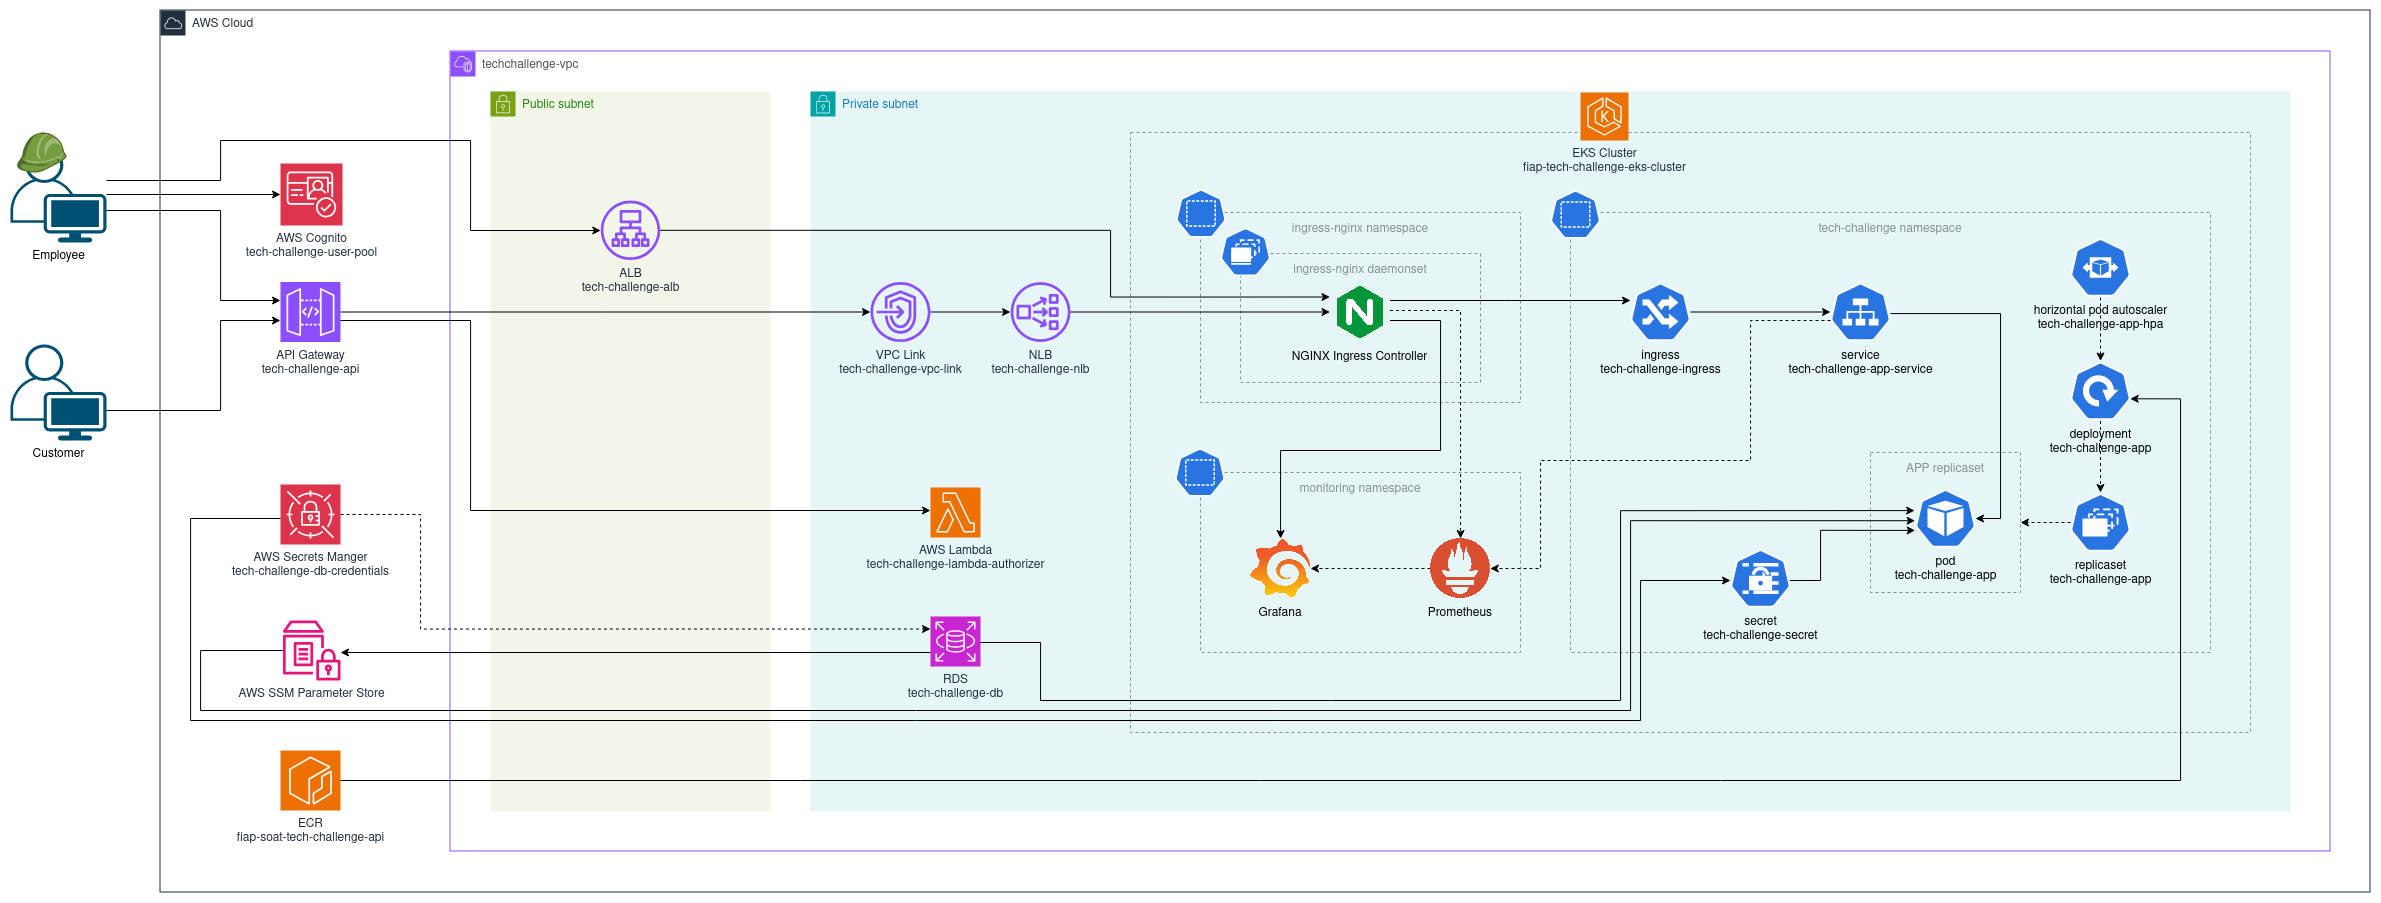 AWS Cloud
techchallenge-vpc
Public subnet
Private subnet
EKS Cluster
fiap-tech-challenge-eks-cluster
Employee
AWS Cognito
tech-challenge-user-pool
ALB
tech-challenge-alb
ingress-nginx namespace
ingress-nginx daemonset
tech-challenge namespace
API Gateway
tech-challenge-api
VPC Link
tech-challenge-vpc-link
NLB
tech-challenge-nlb
NGINX Ingress Controller
ingress
tech-challenge-ingress
service
tech-challenge-app-service
horizontal pod autoscaler
tech-challenge-app-hpa
Customer
deployment
tech-challenge-app
APP replicaset
monitoring namespace
AWS Secrets Manger
tech-challenge-db-credentials
AWS Lambda
tech-challenge-lambda-authorizer
Grafana
Prometheus
pod
tech-challenge-app
replicaset
tech-challenge-app
secret
tech-challenge-secret
AWS SSM Parameter Store
RDS
tech-challenge-db
ECR
fiap-soat-tech-challenge-api